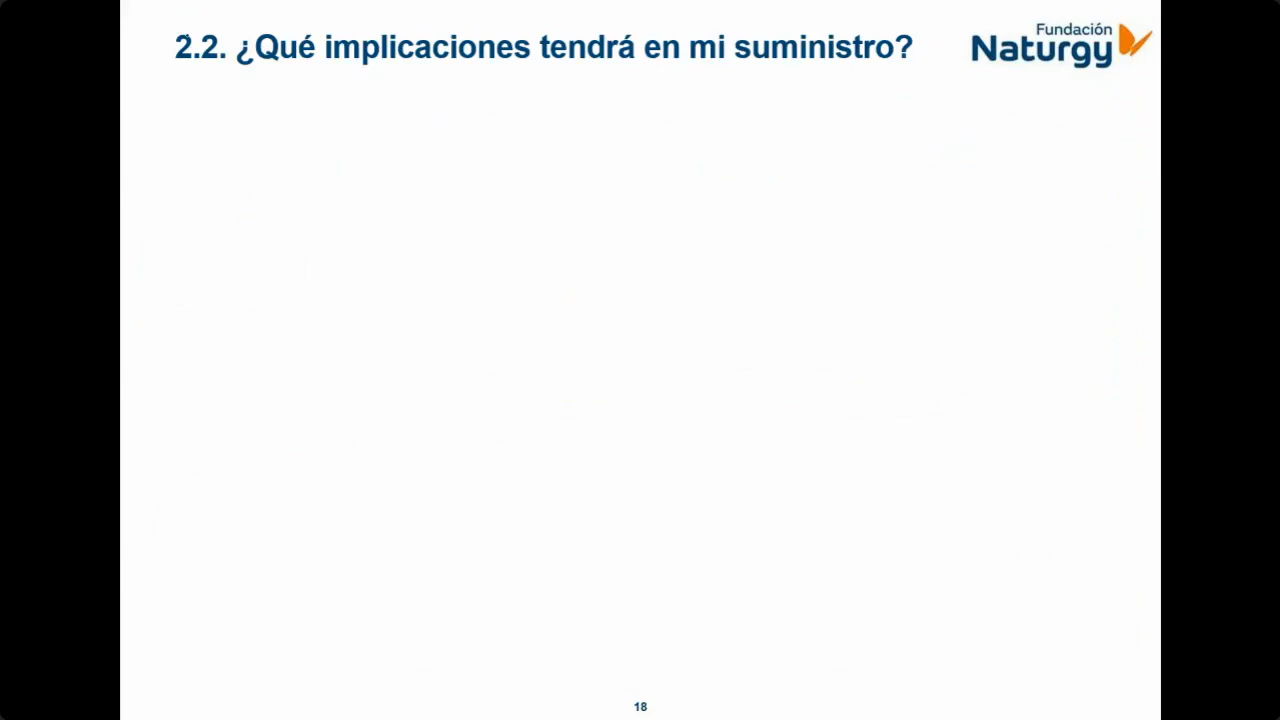 2.2. ¿Qué implicaciones tendrá en mi suministro?
Fundación
Naturgy
18